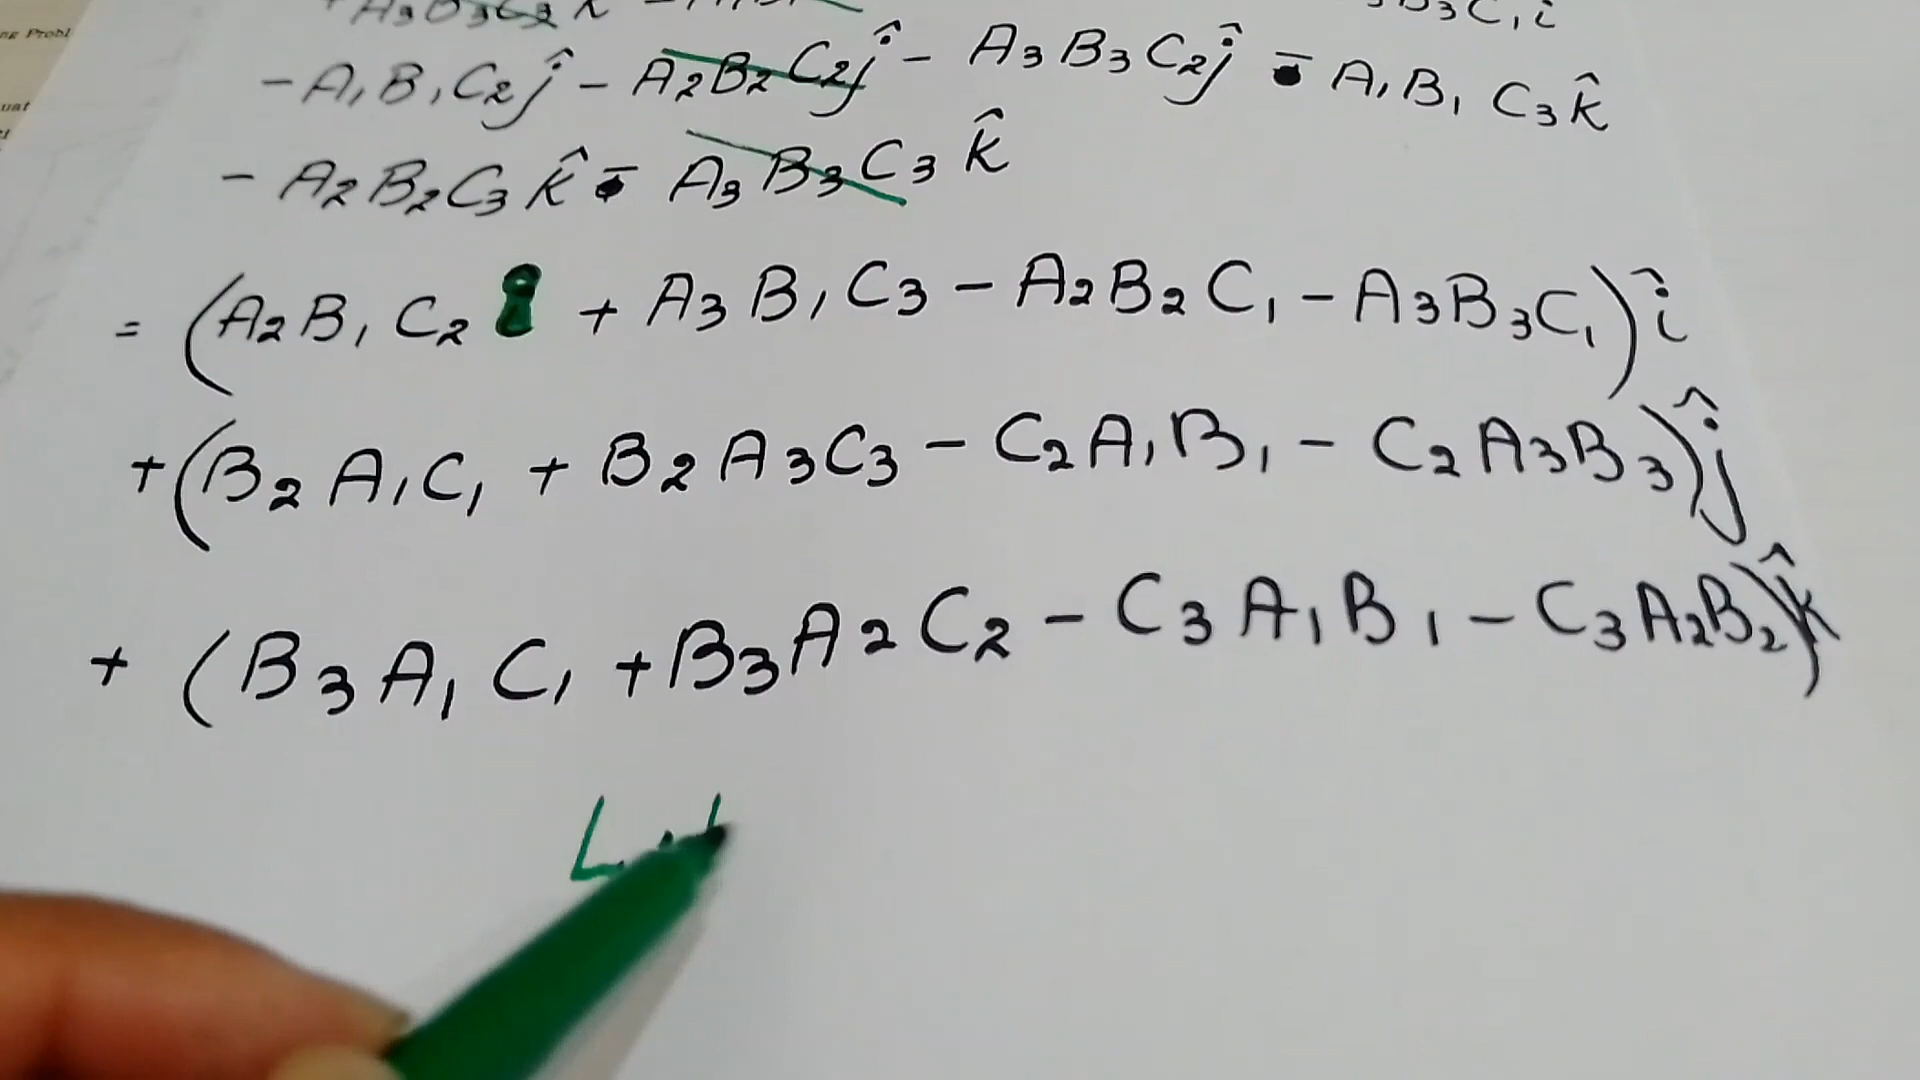 - A₁B₁C₂ĵ - A₂B₂C₂ĵ - A₃B₃C₂ĵ - A₁B₁C₃k̂
- A₂B₂C₃k̂ - A₃B₃C₃k̂
= (A₂B₁C₂ + A₃B₁C₃ - A₂B₂C₁ - A₃B₃C₁)î
+ (B₂A₁C₁ + B₂A₃C₃ - C₂A₁B₁ - C₂A₃B₃)ĵ
+ (B₃A₁C₁ + B₃A₂C₂ - C₃A₁B₁ - C₃A₂B₂)k̂